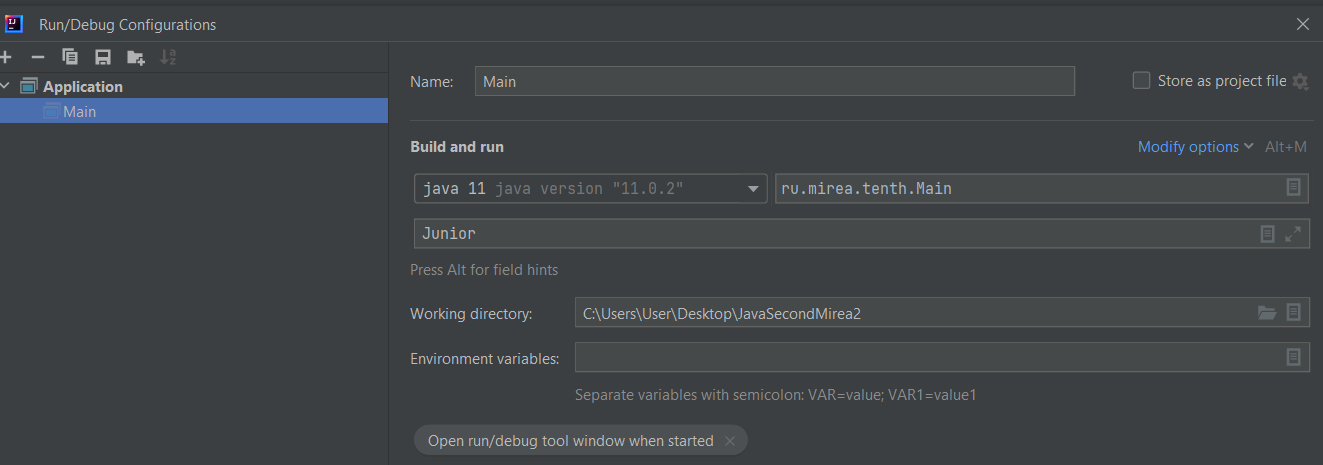 Run/Debug Configurations
Application
Main
Name: Main
Store as project file
Build and run
Modify options Alt+M
java 11 java version "11.0.2"
ru.mirea.tenth.Main
Junior
Press Alt for field hints
Working directory: C:\Users\User\Desktop\JavaSecondMirea2
Environment variables:
Separate variables with semicolon: VAR=value; VAR1=value1
Open run/debug tool window when started